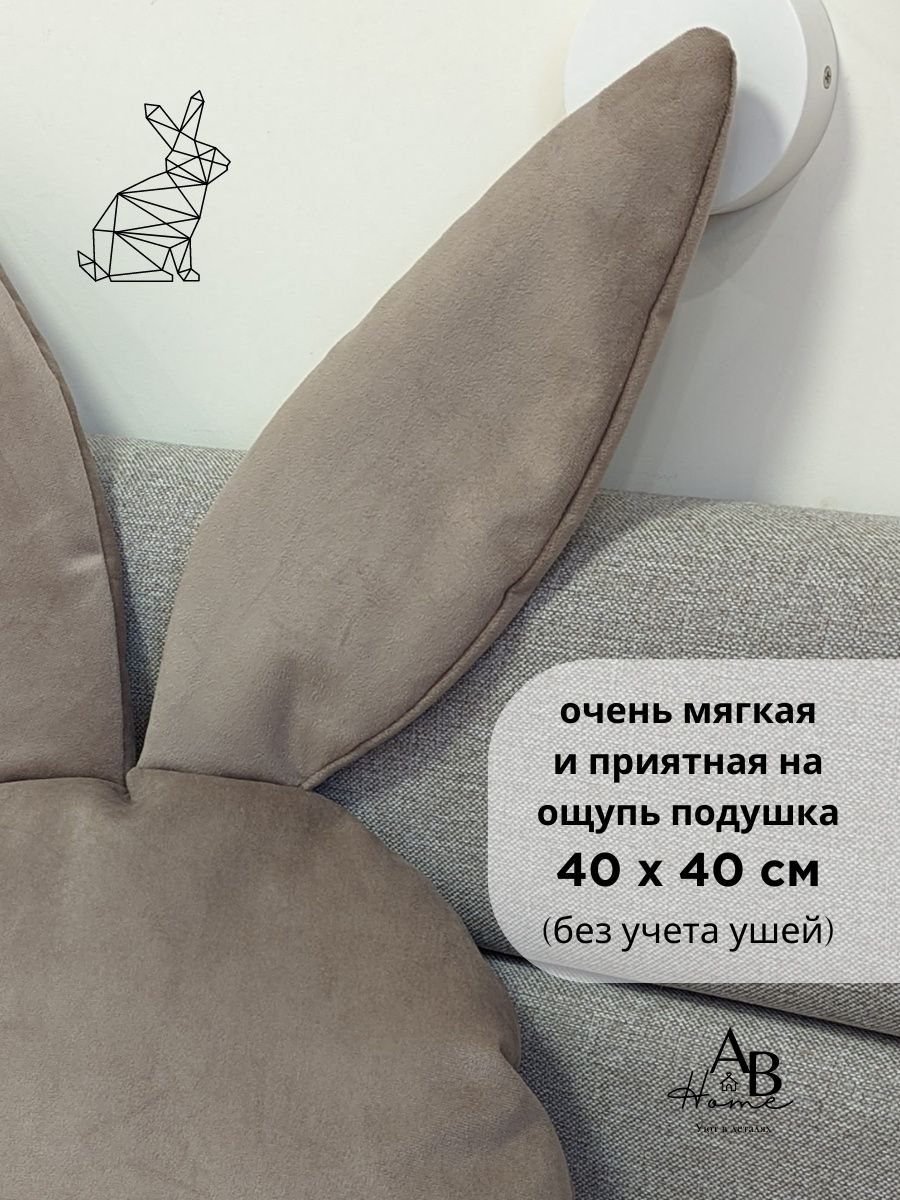 очень мягкая
и приятная на
ощупь подушка
40 х 40 см
(без учета ушей)
AB
Home
Уют в деталях